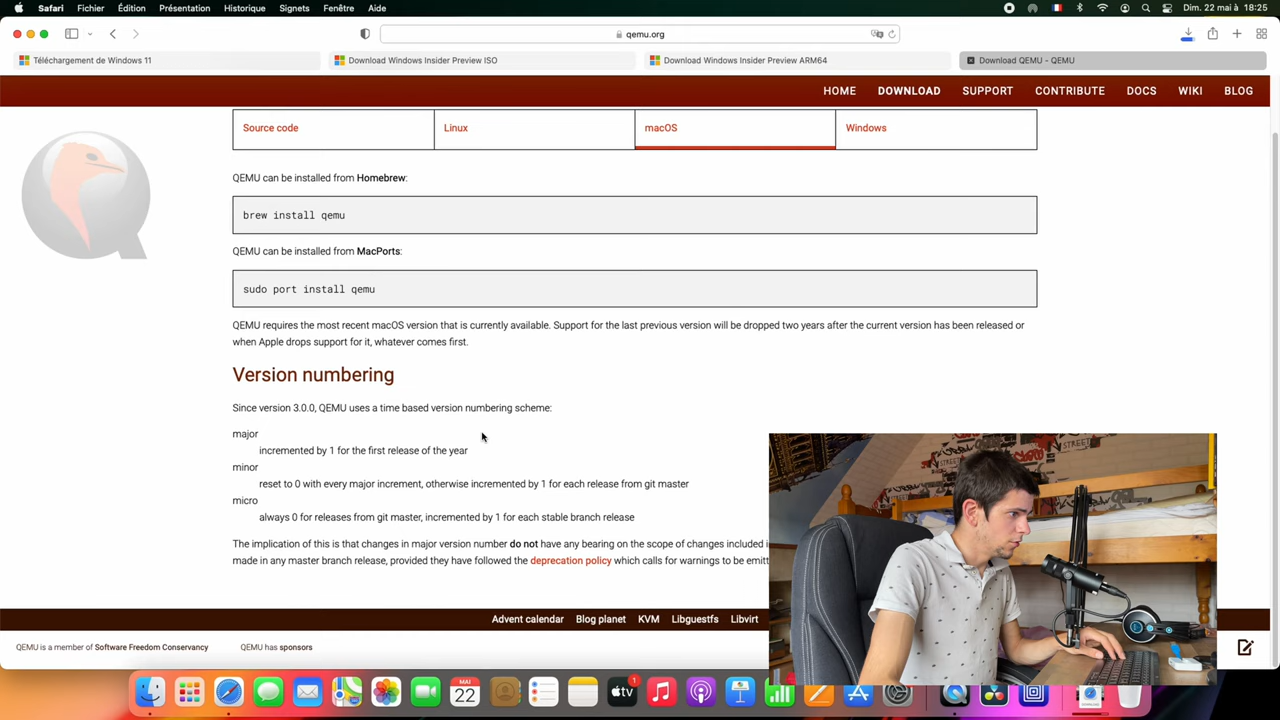 Safari Fichier Édition Présentation Historique Signets Fenêtre Aide Dim. 22 mai à 18:25
qemu.org
Téléchargement de Windows 11
Download Windows Insider Preview ISO
Download Windows Insider Preview ARM64
Download QEMU - QEMU
HOME DOWNLOAD SUPPORT CONTRIBUTE DOCS WIKI BLOG
Source code
Linux
macOS
Windows
QEMU can be installed from Homebrew:
brew install qemu
QEMU can be installed from MacPorts:
sudo port install qemu
QEMU requires the most recent macOS version that is currently available. Support for the last previous version will be dropped two years after the current version has been released or
when Apple drops support for it, whatever comes first.
Version numbering
Since version 3.0.0, QEMU uses a time based version numbering scheme:
major
incremented by 1 for the first release of the year
minor
reset to 0 with every major increment, otherwise incremented by 1 for each release from git master
micro
always 0 for releases from git master, incremented by 1 for each stable branch release
The implication of this is that changes in major version number do not have any bearing on the scope of changes included i
made in any master branch release, provided they have followed the deprecation policy which calls for warnings to be emitt
Advent calendar Blog planet KVM Libguestfs Libvirt
QEMU is a member of Software Freedom Conservancy QEMU has sponsors
MAI
22
tv
1
STREET